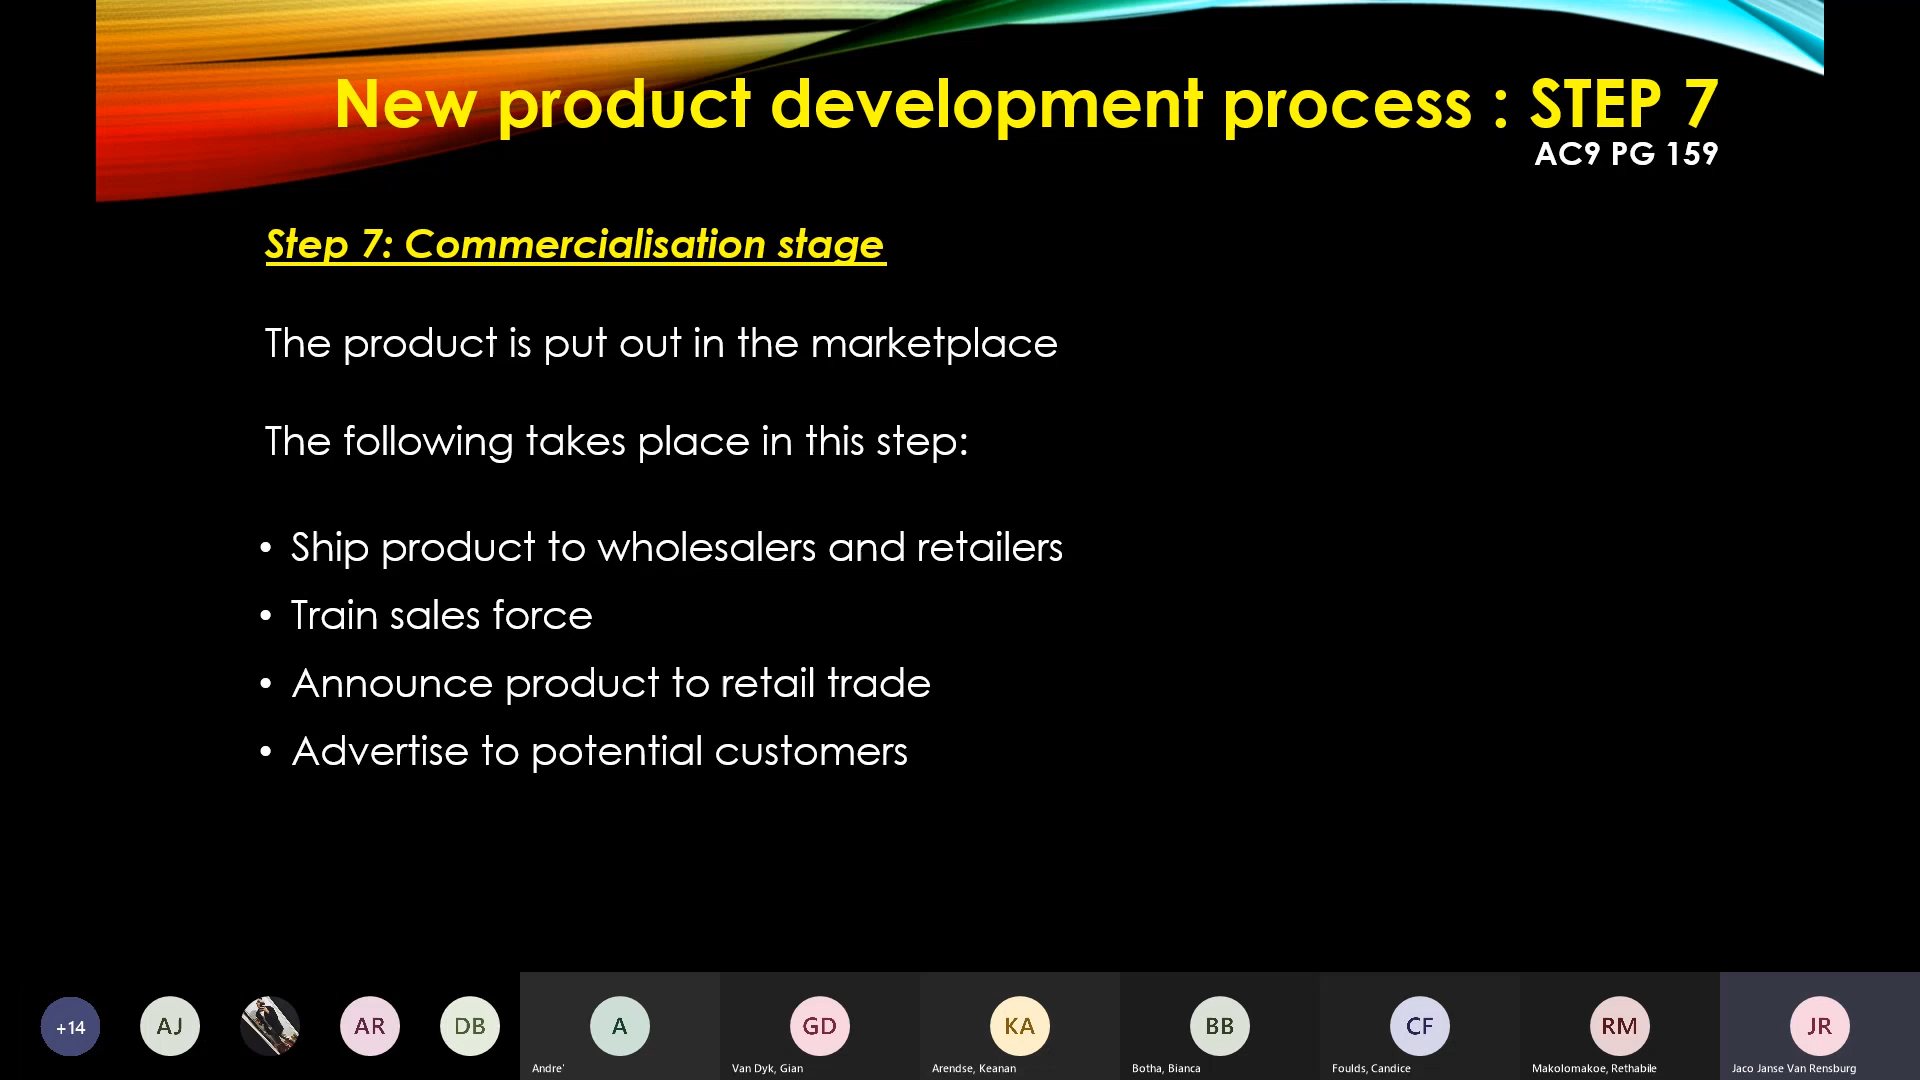 New product development process : STEP 7
AC9 PG 159
Step 7: Commercialisation stage
The product is put out in the marketplace
The following takes place in this step:
• Ship product to wholesalers and retailers
• Train sales force
• Announce product to retail trade
• Advertise to potential customers
+14
AJ
AR
DB
A
GD
KA
BB
CF
RM
JR
Andre'
Van Dyk, Gian
Arendse, Keanan
Botha, Bianca
Foulds, Candice
Makolomakoe, Rethabile
Jaco Janse Van Rensburg